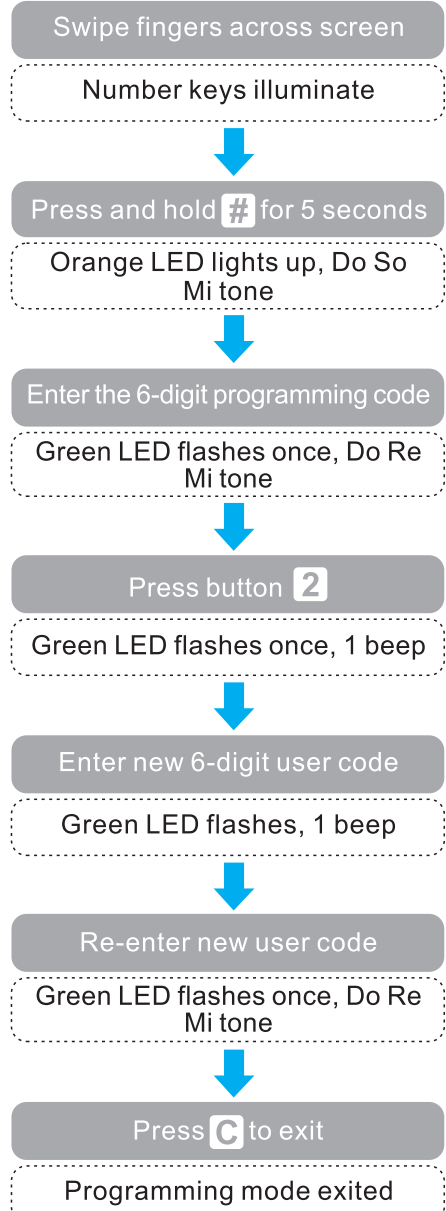 Swipe fingers across screen
Number keys illuminate
Press and hold # for 5 seconds
Orange LED lights up, Do So
Mi tone
Enter the 6-digit programming code
Green LED flashes once, Do Re
Mi tone
Press button 2
Green LED flashes once, 1 beep
Enter new 6-digit user code
Green LED flashes, 1 beep
Re-enter new user code
Green LED flashes once, Do Re
Mi tone
Press C to exit
Programming mode exited